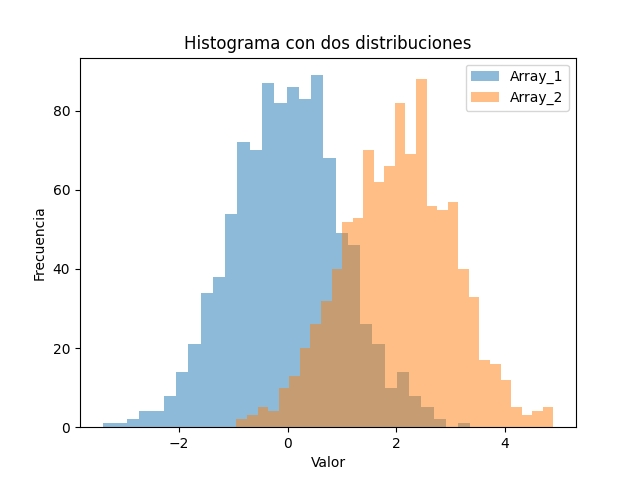 Histograma con dos distribuciones
Array_1
Array_2
Frecuencia
80
60
40
20
0
−2
0
2
4
Valor